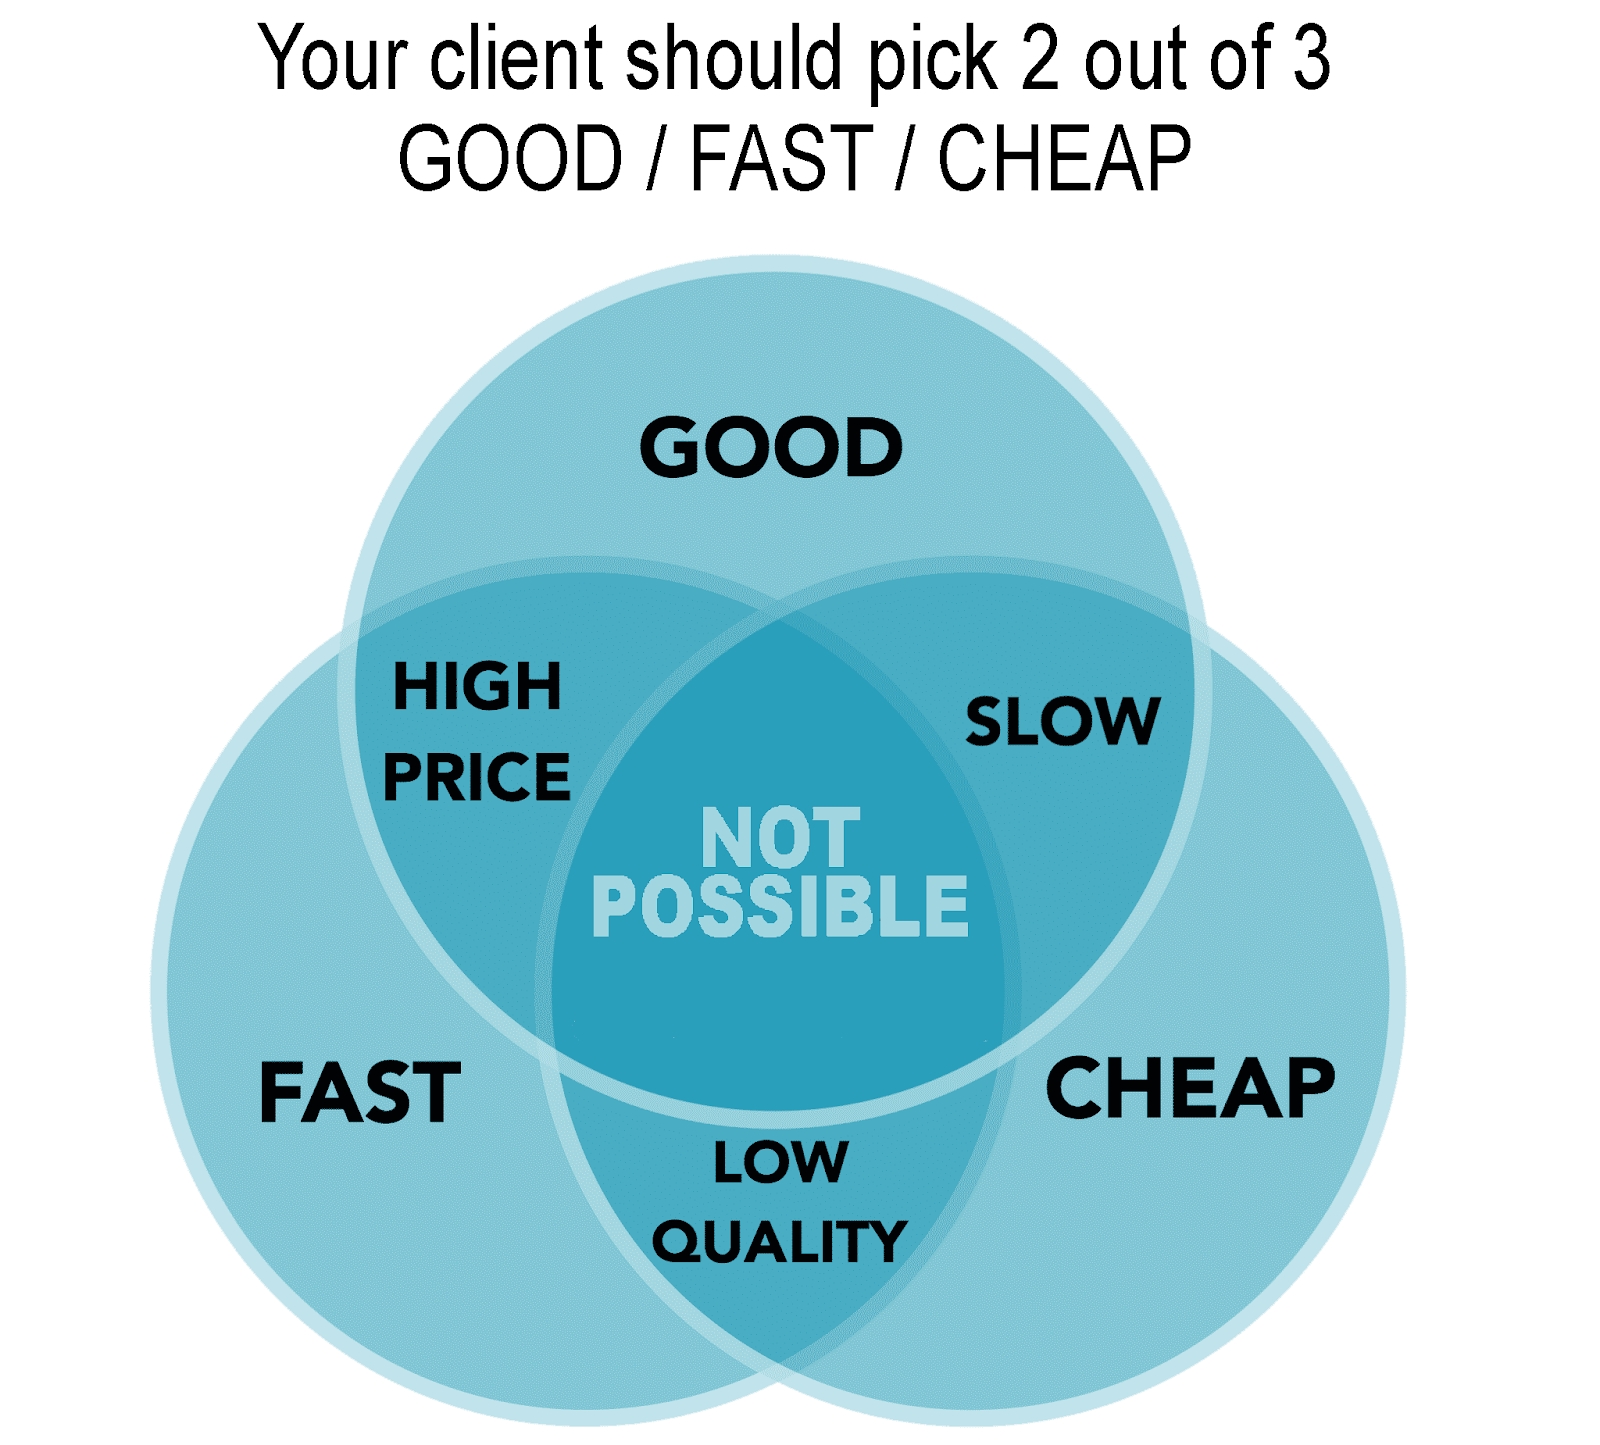 Your client should pick 2 out of 3
GOOD / FAST / CHEAP
GOOD
HIGH
PRICE
SLOW
NOT
POSSIBLE
FAST
CHEAP
LOW
QUALITY